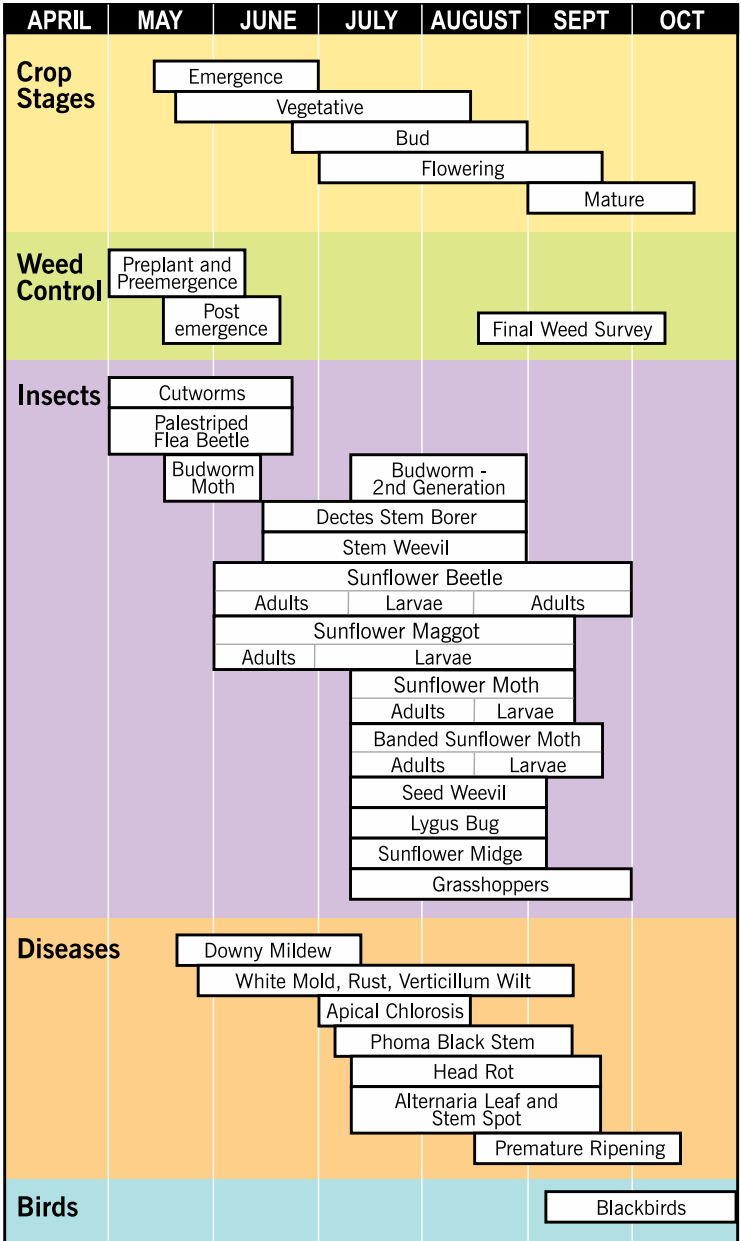 APRIL MAY JUNE JULY AUGUST SEPT OCT
Crop
Stages
Emergence
Vegetative
Bud
Flowering
Mature
Weed
Control
Preplant and
Preemergence
Post
emergence
Final Weed Survey
Insects
Cutworms
Palestriped
Flea Beetle
Budworm
Moth
Budworm -
2nd Generation
Dectes Stem Borer
Stem Weevil
Sunflower Beetle
Adults Larvae Adults
Sunflower Maggot
Adults Larvae
Sunflower Moth
Adults Larvae
Banded Sunflower Moth
Adults Larvae
Seed Weevil
Lygus Bug
Sunflower Midge
Grasshoppers
Diseases
Downy Mildew
White Mold, Rust, Verticillum Wilt
Apical Chlorosis
Phoma Black Stem
Head Rot
Alternaria Leaf and
Stem Spot
Premature Ripening
Birds
Blackbirds